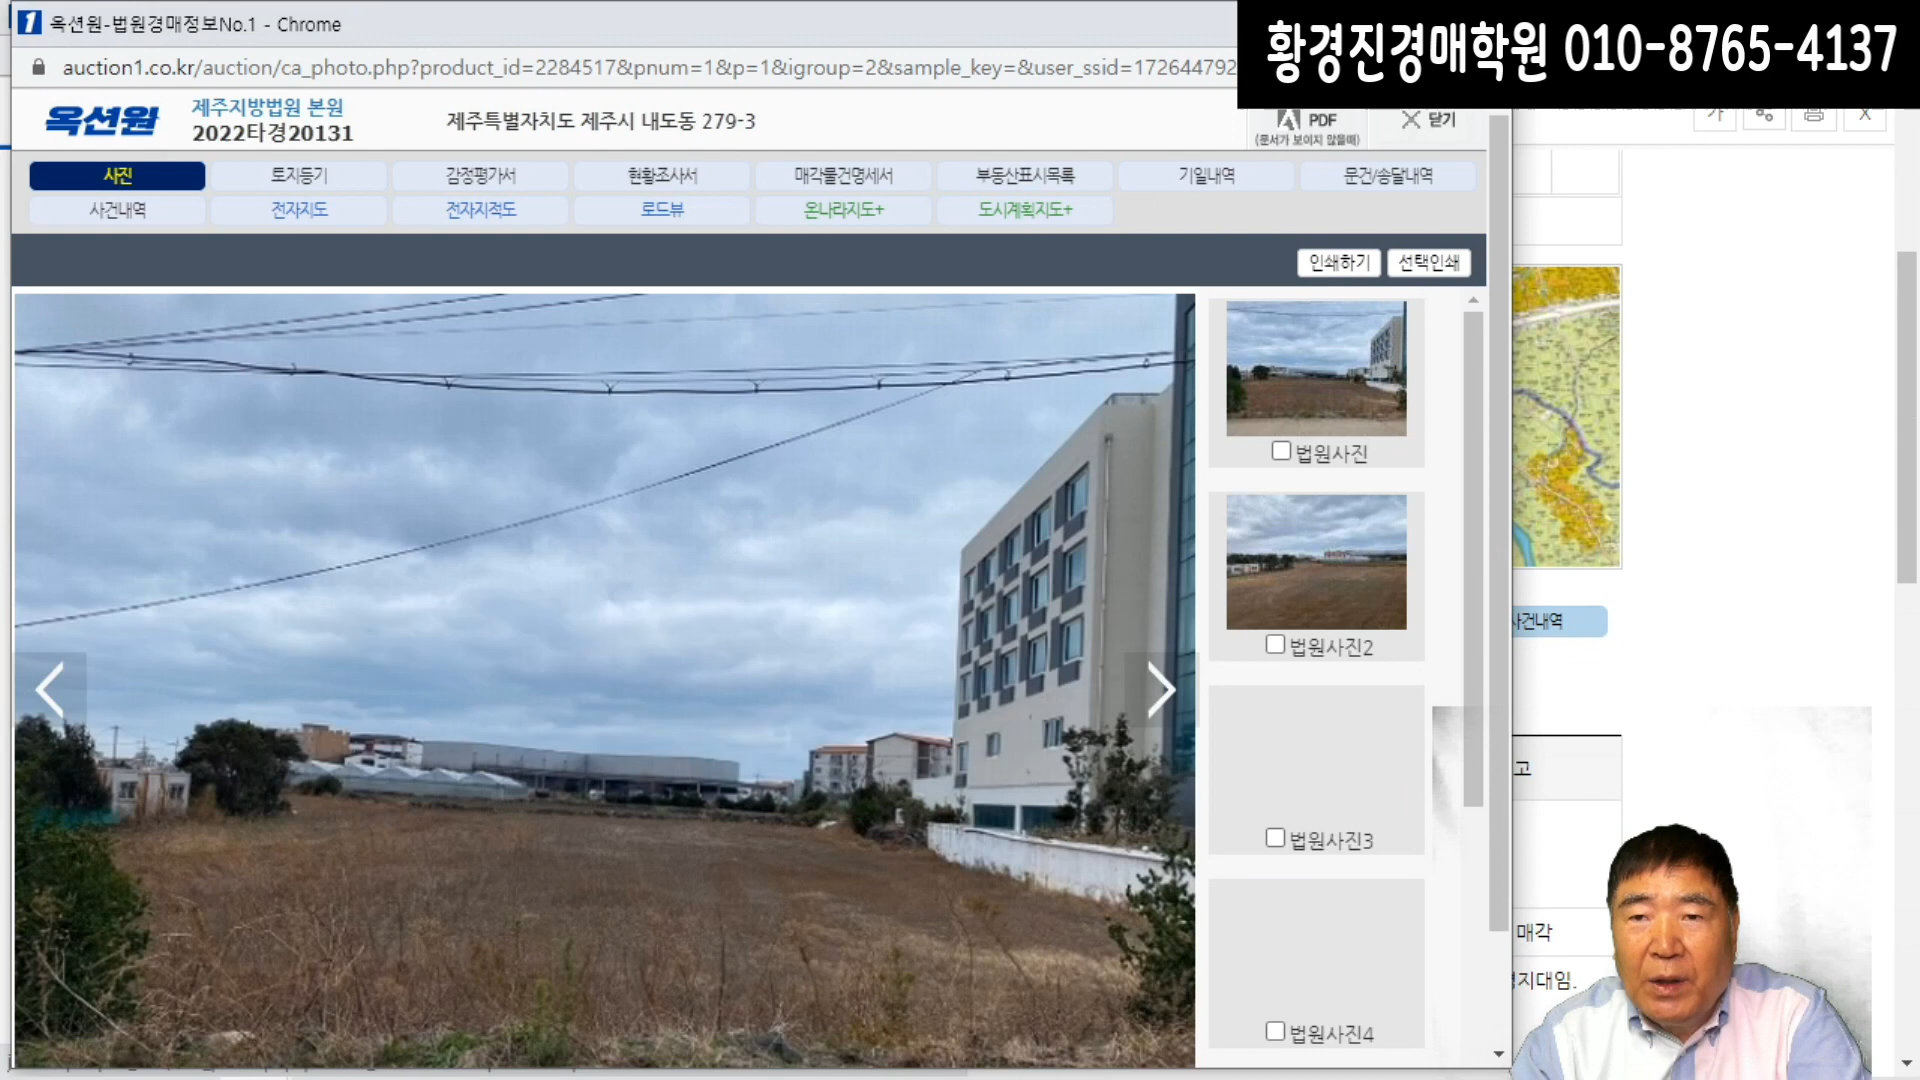 옥션원-법원경매정보No.1 - Chrome
황경진경매학원 010-8765-4137
auction1.co.kr/auction/ca_photo.php?product_id=2284517&pnum=1&p=1&igroup=2&sample_key=&user_ssid=172644792
옥션원
제주지방법원 본원
2022타경20131
제주특별자치도 제주시 내도동 279-3
PDF
(문서가 보이지 않을때)
닫기
사진 토지등기 감정평가서 현황조사서 매각물건명세서 부동산표시목록 기일내역 문건/송달내역
사건내역 전자지도 전자지적도 로드뷰 온나라지도+ 도시계획지도+
인쇄하기 선택인쇄
법원사진
법원사진2
법원사진3
법원사진4
사건내역
고
매각
지대임.